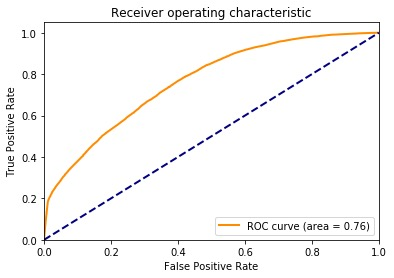 Receiver operating characteristic
True Positive Rate
1.0
0.8
0.6
0.4
0.2
0.0
ROC curve (area = 0.76)
0.0 0.2 0.4 0.6 0.8 1.0
False Positive Rate